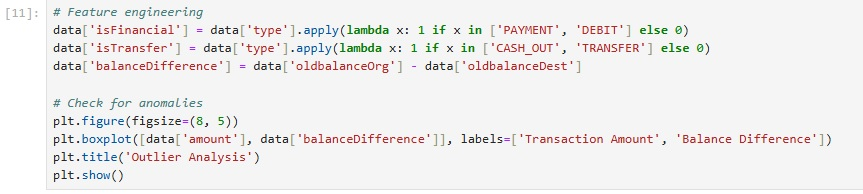 [11]: # Feature engineering
data['isFinancial'] = data['type'].apply(lambda x: 1 if x in ['PAYMENT', 'DEBIT'] else 0)
data['isTransfer'] = data['type'].apply(lambda x: 1 if x in ['CASH_OUT', 'TRANSFER'] else 0)
data['balanceDifference'] = data['oldbalanceOrg'] - data['oldbalanceDest']

# Check for anomalies
plt.figure(figsize=(8, 5))
plt.boxplot([data['amount'], data['balanceDifference']], labels=['Transaction Amount', 'Balance Difference'])
plt.title('Outlier Analysis')
plt.show()